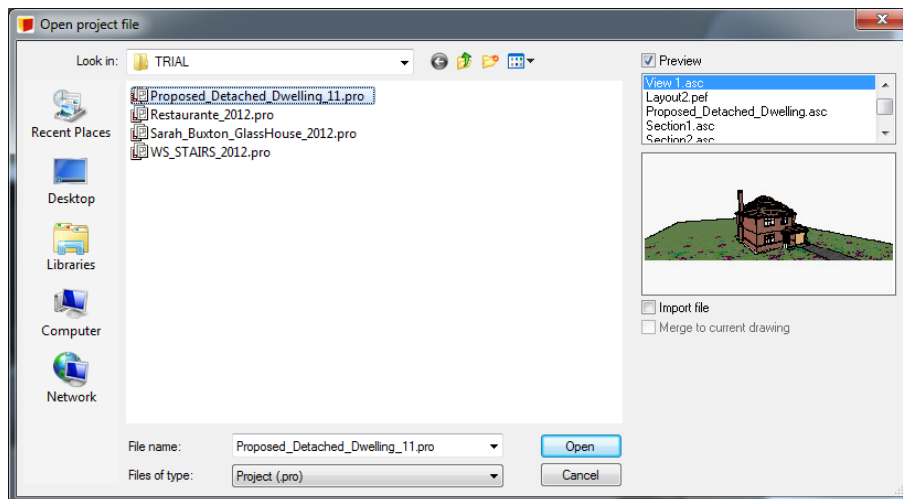 Open project file
Look in:
TRIAL
Preview
Recent Places
Desktop
Libraries
Computer
Network
Proposed_Detached_Dwelling_11.pro
Restaurante_2012.pro
Sarah_Buxton_GlassHouse_2012.pro
WS_STAIRS_2012.pro
View 1.asc
Layout2.pef
Proposed_Detached_Dwelling.asc
Section1.asc
Section2.asc
Import file
Merge to current drawing
File name:
Proposed_Detached_Dwelling_11.pro
Open
Files of type:
Project (.pro)
Cancel